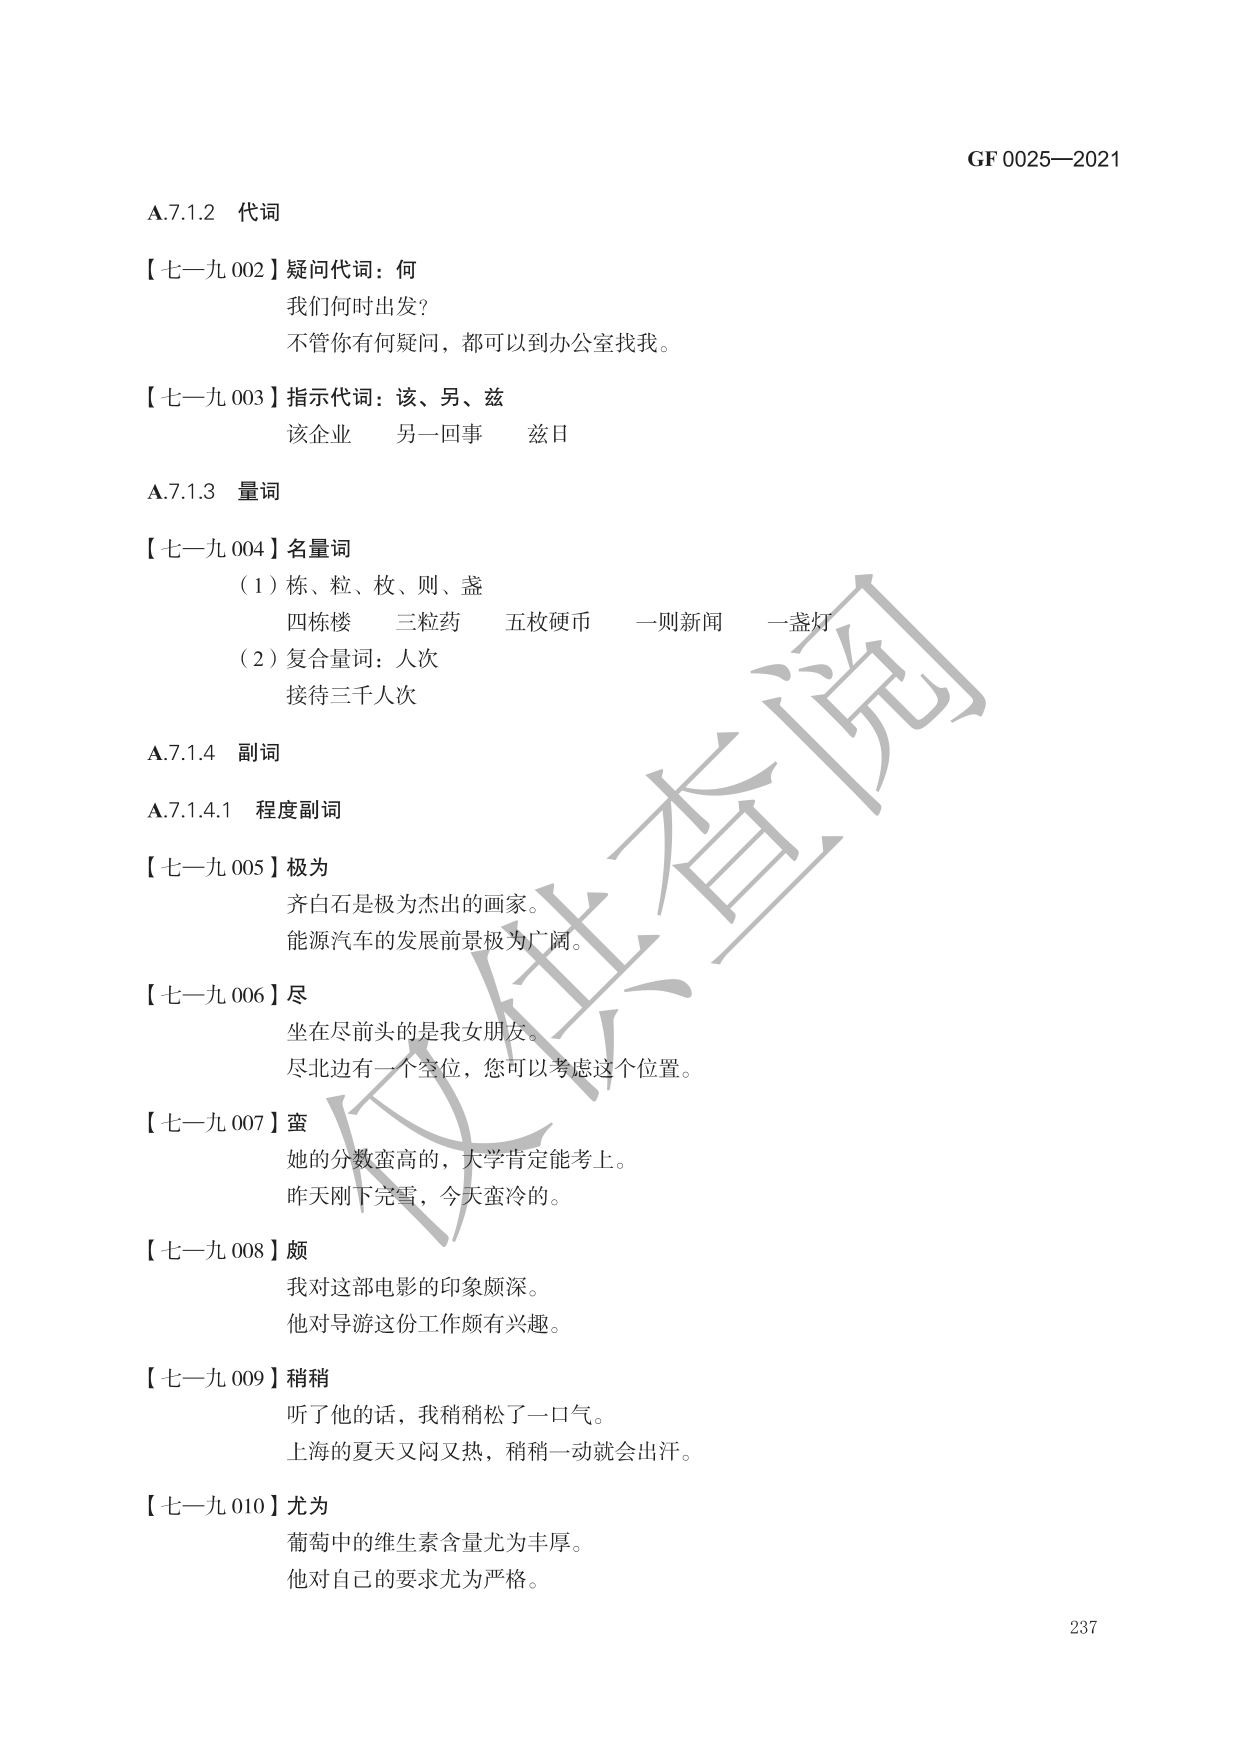 GF 0025—2021
A.7.1.2 代词
【七—九 002】疑问代词：何
我们何时出发？
不管你有何疑问，都可以到办公室找我。
【七—九 003】指示代词：该、另、兹
该企业 另一回事 兹日
A.7.1.3 量词
【七—九 004】名量词
（1）栋、粒、枚、则、盏
四栋楼 三粒药 五枚硬币 一则新闻 一盏灯
（2）复合量词：人次
接待三千人次
A.7.1.4 副词
A.7.1.4.1 程度副词
【七—九 005】极为
齐白石是极为杰出的画家。
能源汽车的发展前景极为广阔。
【七—九 006】尽
坐在尽前头的是我女朋友。
尽北边有一个空位，您可以考虑这个位置。
【七—九 007】蛮
她的分数蛮高的，大学肯定能考上。
昨天刚下完雪，今天蛮冷的。
【七—九 008】颇
我对这部电影的印象颇深。
他对导游这份工作颇有兴趣。
【七—九 009】稍稍
听了他的话，我稍稍松了一口气。
上海的夏天又闷又热，稍稍一动就会出汗。
【七—九 010】尤为
葡萄中的维生素含量尤为丰厚。
他对自己的要求尤为严格。
237
仅供查阅